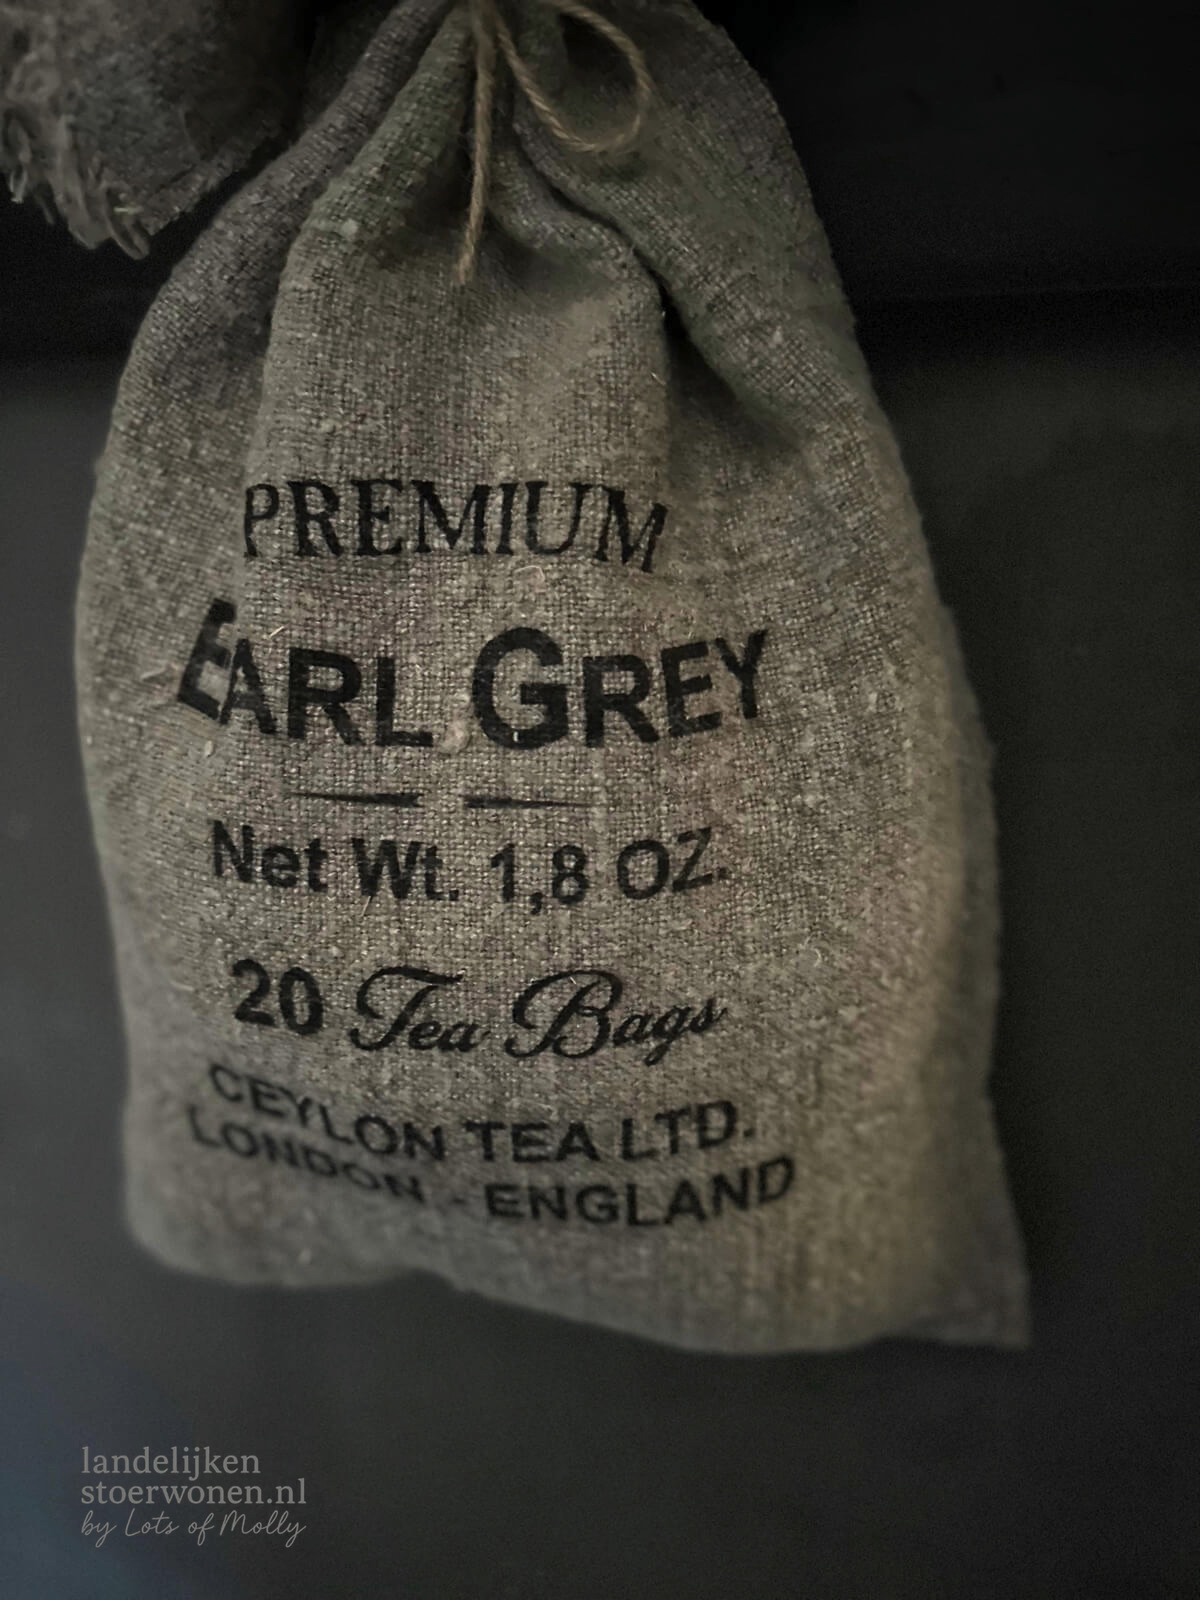 PREMIUM
EARL GREY
Net Wt. 1,8 OZ.
20 Tea Bags
CEYLON TEA LTD.
LONDON - ENGLAND
landelijken
stoerwonen.nl
by Lots of Molly